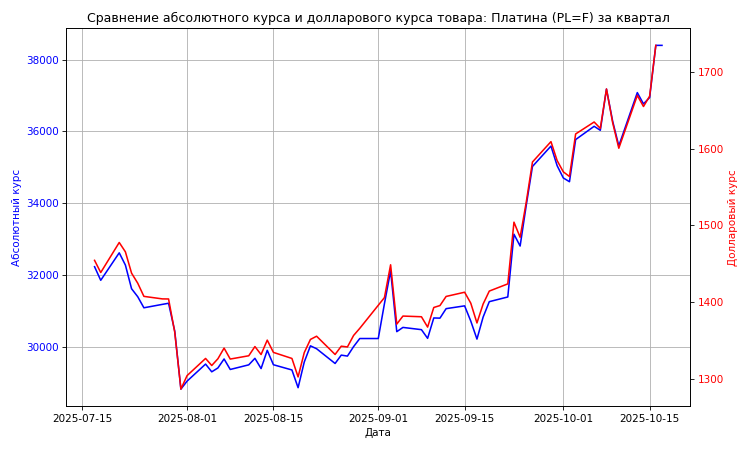 Сравнение абсолютного курса и долларового курса товара: Платина (PL=F) за квартал
38000
36000
34000
32000
30000
Абсолютный курс
1700
1600
1500
1400
1300
Долларовый курс
2025-07-15 2025-08-01 2025-08-15 2025-09-01 2025-09-15 2025-10-01 2025-10-15
Дата